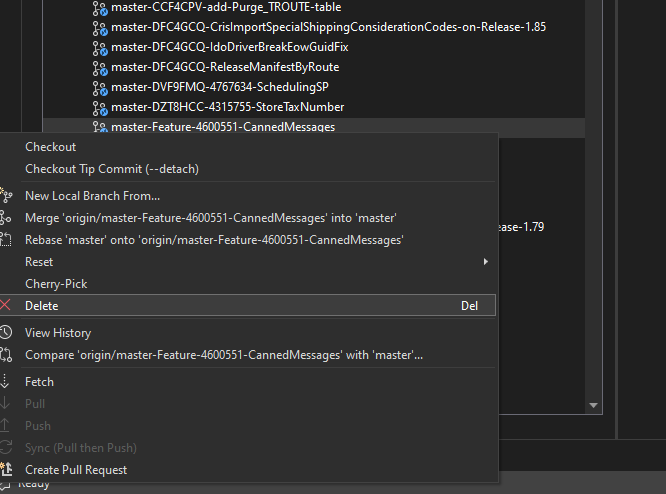 master-CCF4CPV-add-Purge_TROUTE-table
master-DFC4GCQ-CrisImportSpecialShippingConsiderationCodes-on-Release-1.85
master-DFC4GCQ-IdoDriverBreakEowGuidFix
master-DFC4GCQ-ReleaseManifestByRoute
master-DVF9FMQ-4767634-SchedulingSP
master-DZT8HCC-4315755-StoreTaxNumber
master-Feature-4600551-CannedMessages
Checkout
Checkout Tip Commit (--detach)
New Local Branch From...
Merge 'origin/master-Feature-4600551-CannedMessages' into 'master'
ease-1.79
Rebase 'master' onto 'origin/master-Feature-4600551-CannedMessages'
Reset
Cherry-Pick
Delete Del
View History
Compare 'origin/master-Feature-4600551-CannedMessages' with 'master'...
Fetch
Pull
Push
Sync (Pull then Push)
Create Pull Request
Ready